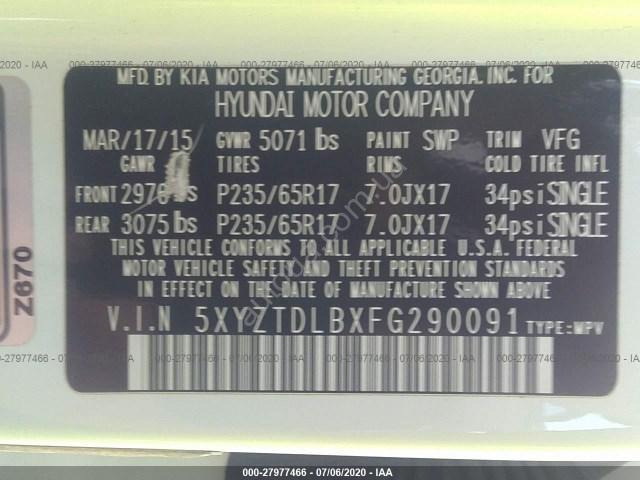 MFD. BY KIA MOTORS MANUFACTURING GEORGIA. INC. FOR
HYUNDAI MOTOR COMPANY
MAR/17/15 GVWR 5071 lbs PAINT SWP TRIM VFG
GAWR TIRES RIMS COLD TIRE INFL
FRONT 2976 lbs P235/65R17 7.0JX17 34psi SINGLE
REAR 3075 lbs P235/65R17 7.0JX17 34psi SINGLE
THIS VEHICLE CONFORMS TO ALL APPLICABLE U.S.A. FEDERAL
MOTOR VEHICLE SAFETY AND THEFT PREVENTION STANDARDS
IN EFFECT ON THE DATE OF MANUFACTURE SHOWN ABOVE.
V.I.N 5XYZTDLBXFG290091 TYPE:MPV
Z670
000-27977466 - 07/06/2020 - IAA